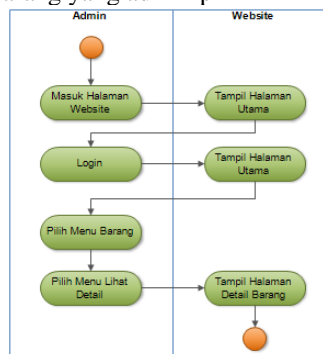 Admin
Website
Masuk Halaman
Website
Tampil Halaman
Utama
Login
Tampil Halaman
Utama
Pilih Menu Barang
Pilih Menu Lihat
Detail
Tampil Halaman
Detail Barang